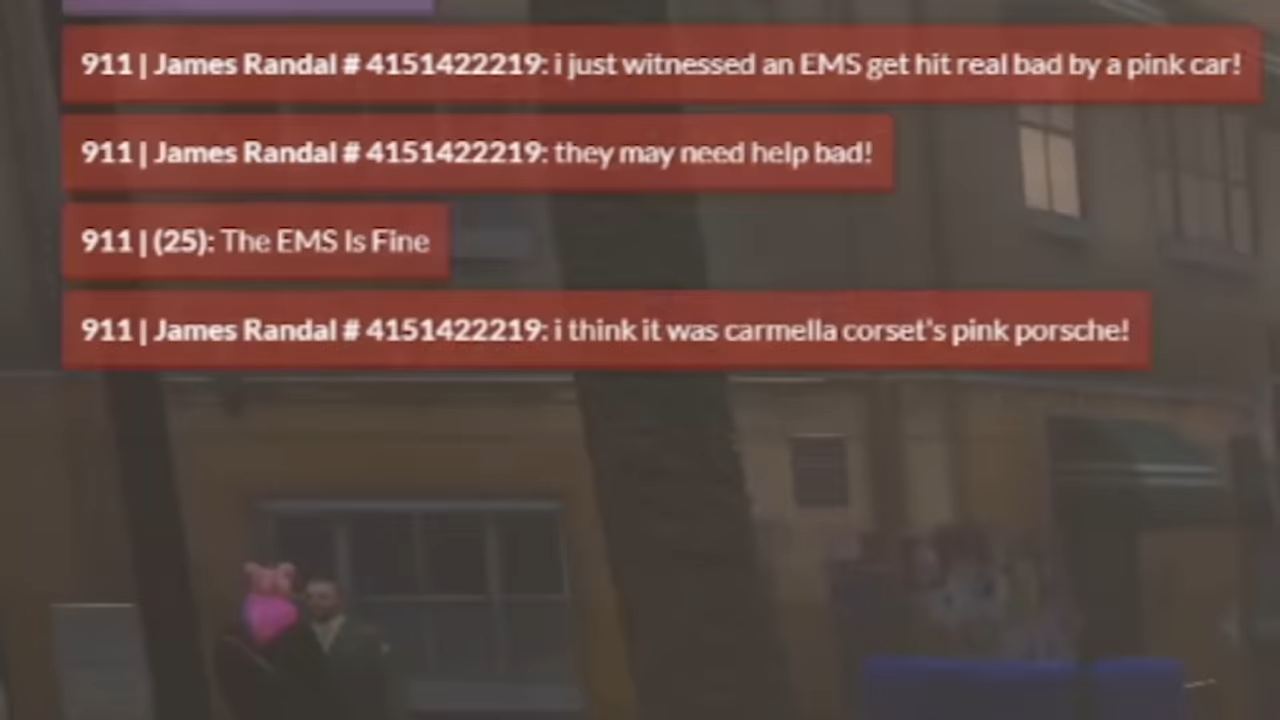 911 | James Randal # 4151422219: i just witnessed an EMS get hit real bad by a pink car!
911 | James Randal # 4151422219: they may need help bad!
911 | (25): The EMS Is Fine
911 | James Randal # 4151422219: i think it was carmella corset's pink porsche!